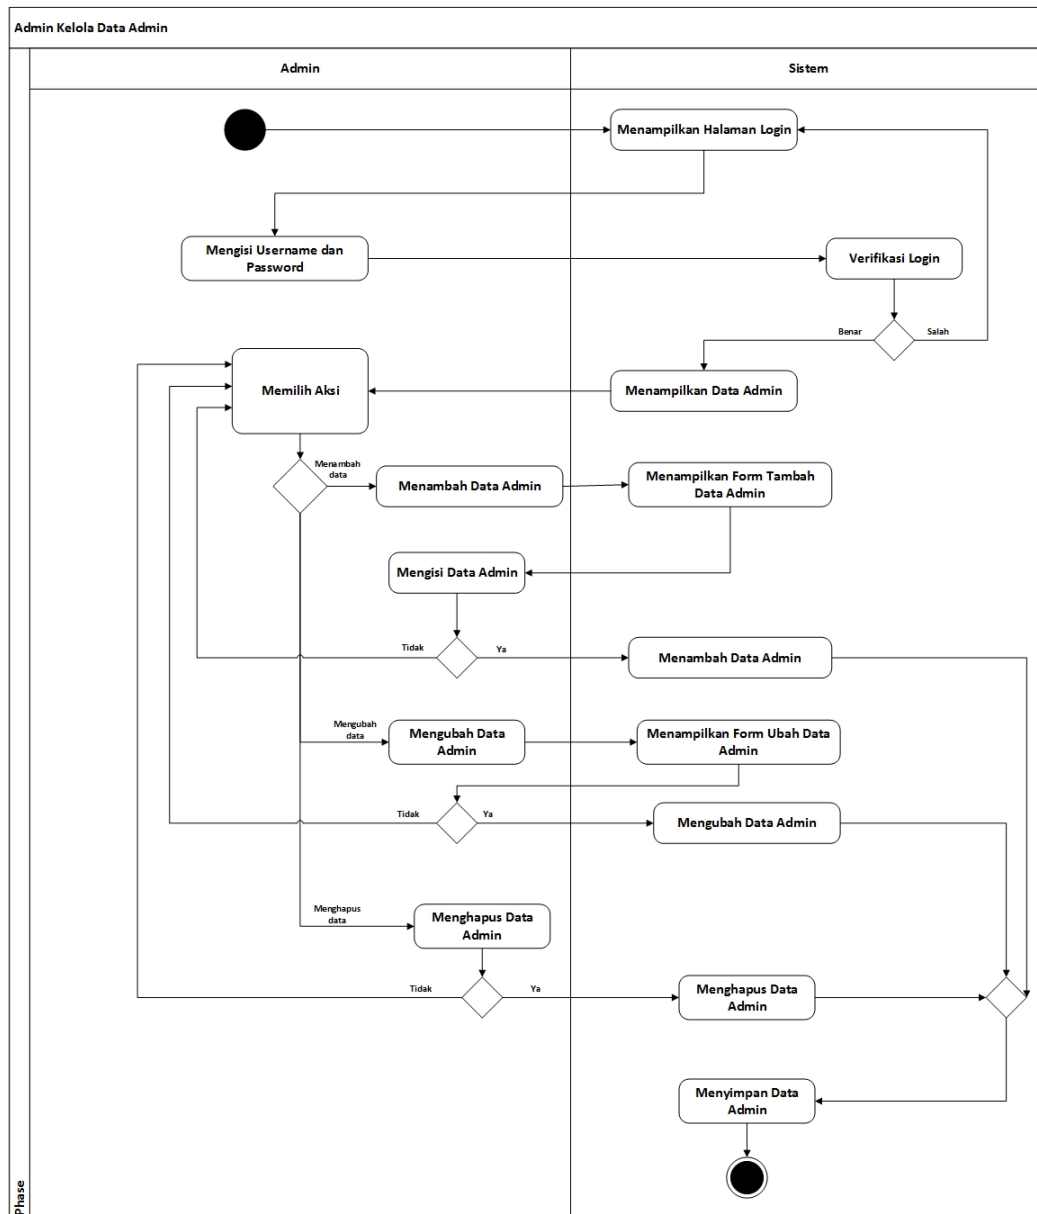 Admin Kelola Data Admin
Admin
Sistem
Menampilkan Halaman Login
Mengisi Username dan
Password
Verifikasi Login
Benar
Salah
Memilih Aksi
Menampilkan Data Admin
Menambah
data
Menambah Data Admin
Menampilkan Form Tambah
Data Admin
Mengisi Data Admin
Tidak
Ya
Menambah Data Admin
Mengubah
data
Mengubah Data
Admin
Menampilkan Form Ubah Data
Admin
Tidak
Ya
Mengubah Data Admin
Menghapus
data
Menghapus Data
Admin
Tidak
Ya
Menghapus Data
Admin
Menyimpan Data
Admin
Phase